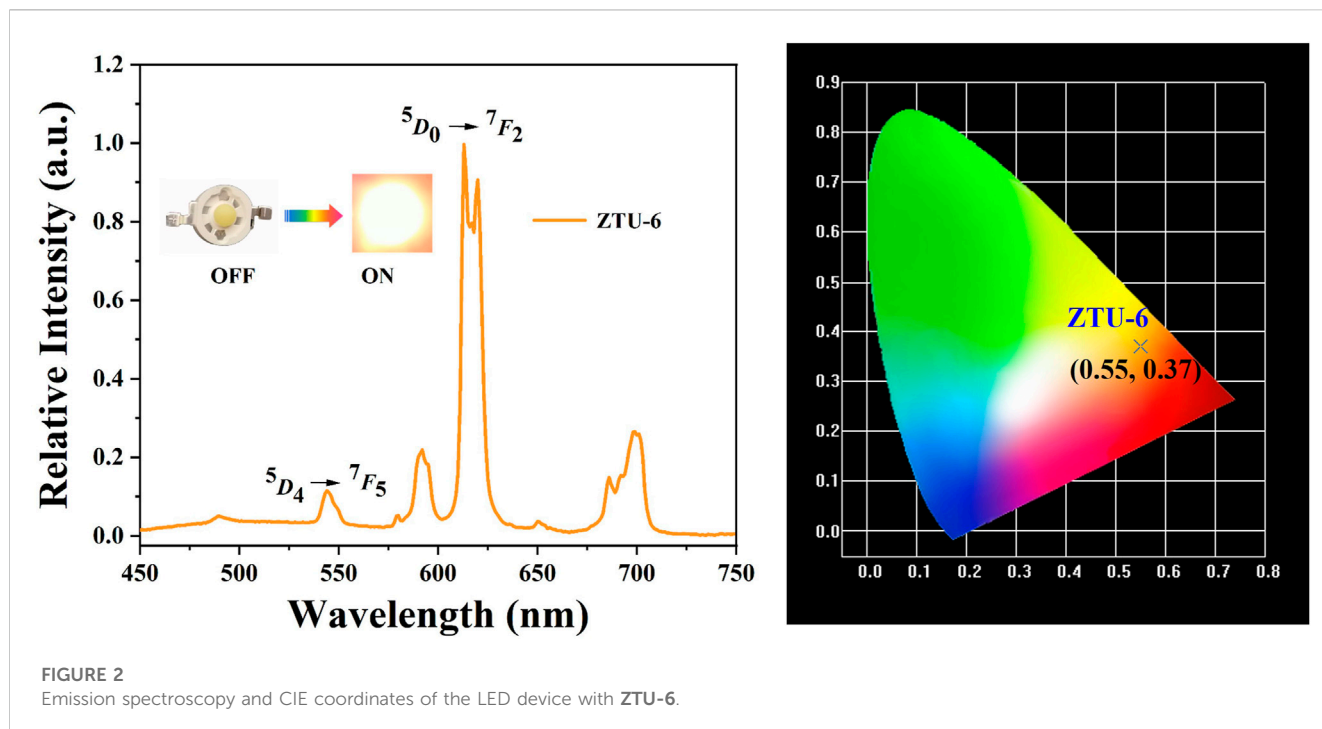 1.2
1.0
0.8
0.6
0.4
0.2
0.0
Relative Intensity (a.u.)
⁵D₀ → ⁷F₂
ZTU-6
OFF
ON
⁵D₄ → ⁷F₅
450 500 550 600 650 700 750
Wavelength (nm)
0.9
0.8
0.7
0.6
0.5
0.4
0.3
0.2
0.1
0.0
ZTU-6
(0.55, 0.37)
0.0 0.1 0.2 0.3 0.4 0.5 0.6 0.7 0.8
FIGURE 2
Emission spectroscopy and CIE coordinates of the LED device with ZTU-6.